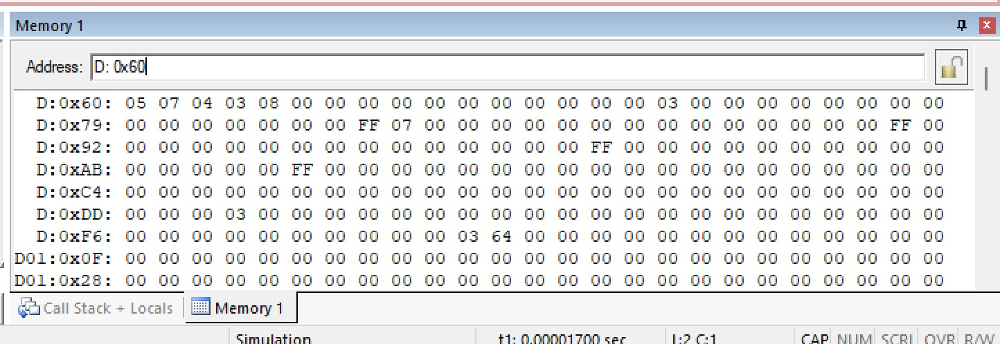 Memory 1
Address: D: 0x60
D:0x60: 05 07 04 03 08 00 00 00 00 00 00 00 00 00 00 00 03 00 00 00 00 00 00 00 00
D:0x79: 00 00 00 00 00 00 00 FF 07 00 00 00 00 00 00 00 00 00 00 00 00 00 00 FF 00
D:0x92: 00 00 00 00 00 00 00 00 00 00 00 00 00 00 FF 00 00 00 00 00 00 00 00 00 00
D:0xAB: 00 00 00 00 00 FF 00 00 00 00 00 00 00 00 00 00 00 00 00 00 00 00 00 00 00
D:0xC4: 00 00 00 00 00 00 00 00 00 00 00 00 00 00 00 00 00 00 00 00 00 00 00 00 00
D:0xDD: 00 00 00 03 00 00 00 00 00 00 00 00 00 00 00 00 00 00 00 00 00 00 00 00 00
D:0xF6: 00 00 00 00 00 00 00 00 00 00 03 64 00 00 00 00 00 00 00 00 00 00 00 00 00
D01:0x0F: 00 00 00 00 00 00 00 00 00 00 00 00 00 00 00 00 00 00 00 00 00 00 00 00 00
D01:0x28: 00 00 00 00 00 00 00 00 00 00 00 00 00 00 00 00 00 00 00 00 00 00 00 00 00
Call Stack + Locals Memory 1
Simulation t1: 0.00001700 sec L:2 C:1 CAP NUM SCRL OVR R/W